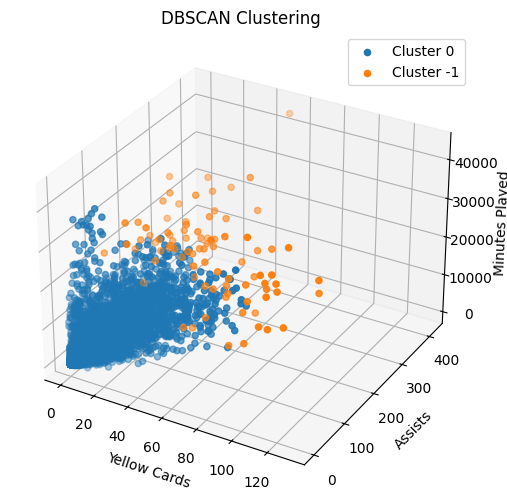 DBSCAN Clustering
Cluster 0
Cluster -1
40000
30000
20000
10000
0
Minutes Played
400
300
200
100
0
Assists
0
20
40
60
80
100
120
Yellow Cards